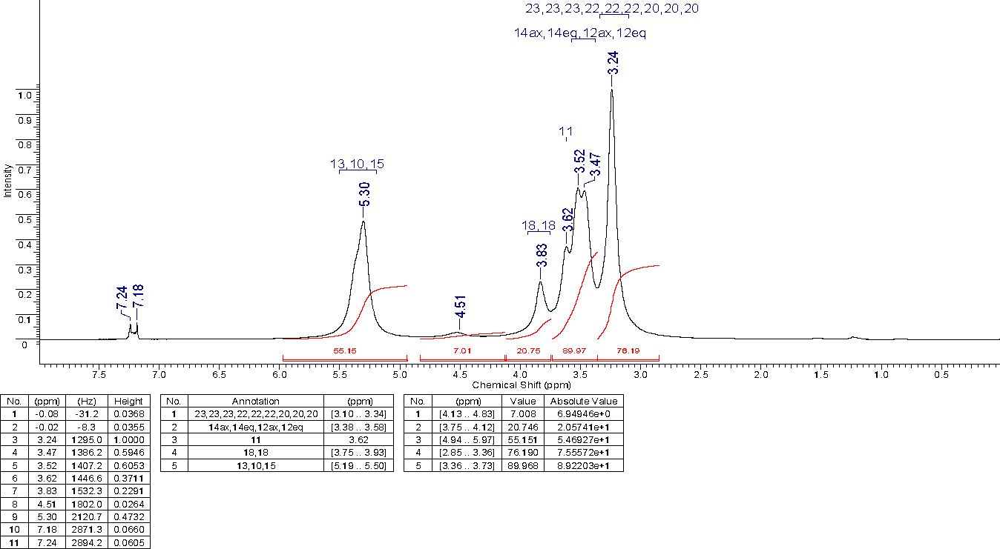 23,23,23,22,22,22,20,20,20
14ax,14eq,12ax,12eq
3.24
11
3.52
3.47
3.62
13,10,15
5.30
18,18
3.83
4.51
7.24
7.18
1.0
0.9
0.8
0.7
0.6
0.5
0.4
0.3
0.2
0.1
0
Intensity
55.15 7.01 20.75 89.97 76.19
7.5 7.0 6.5 6.0 5.5 5.0 4.5 4.0 3.5 3.0 2.5 2.0 1.5 1.0 0.5
Chemical Shift (ppm)
No. (ppm) (Hz) Height
1 -0.08 -31.2 0.0368
2 -0.02 -8.3 0.0355
3 3.24 1295.0 1.0000
4 3.47 1386.2 0.5946
5 3.52 1407.2 0.6053
6 3.62 1446.6 0.3711
7 3.83 1532.3 0.2291
8 4.51 1802.0 0.0264
9 5.30 2120.7 0.4732
10 7.18 2871.3 0.0660
11 7.24 2894.2 0.0605
No. Annotation (ppm)
1 23,23,23,22,22,22,20,20,20 [3.10 .. 3.34]
2 14ax,14eq,12ax,12eq [3.38 .. 3.58]
3 11 3.62
4 18,18 [3.75 .. 3.93]
5 13,10,15 [5.19 .. 5.50]
No. (ppm) Value Absolute Value
1 [4.13 .. 4.83] 7.008 6.94946e+0
2 [3.75 .. 4.12] 20.746 2.05741e+1
3 [4.94 .. 5.97] 55.151 5.46927e+1
4 [2.85 .. 3.36] 76.190 7.55572e+1
5 [3.36 .. 3.73] 89.968 8.92203e+1